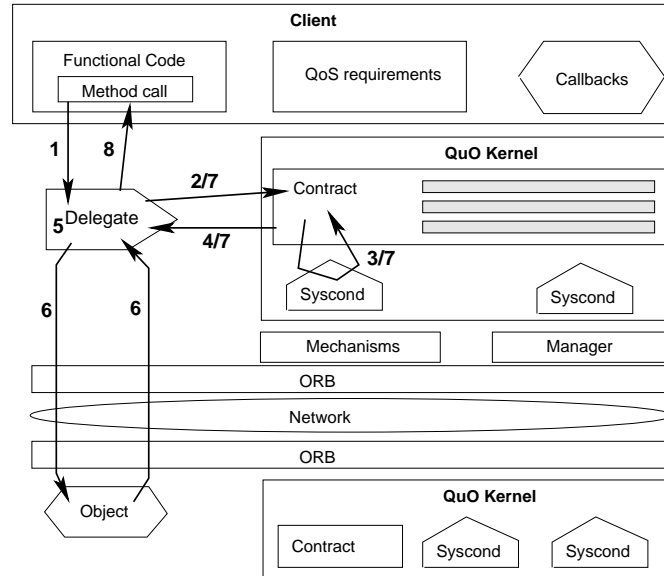 Client
Functional Code
Method call
QoS requirements
Callbacks
1
8
2/7
QuO Kernel
Contract
5
Delegate
4/7
3/7
Syscond
Syscond
6
6
Mechanisms
Manager
ORB
Network
ORB
Object
QuO Kernel
Contract
Syscond
Syscond